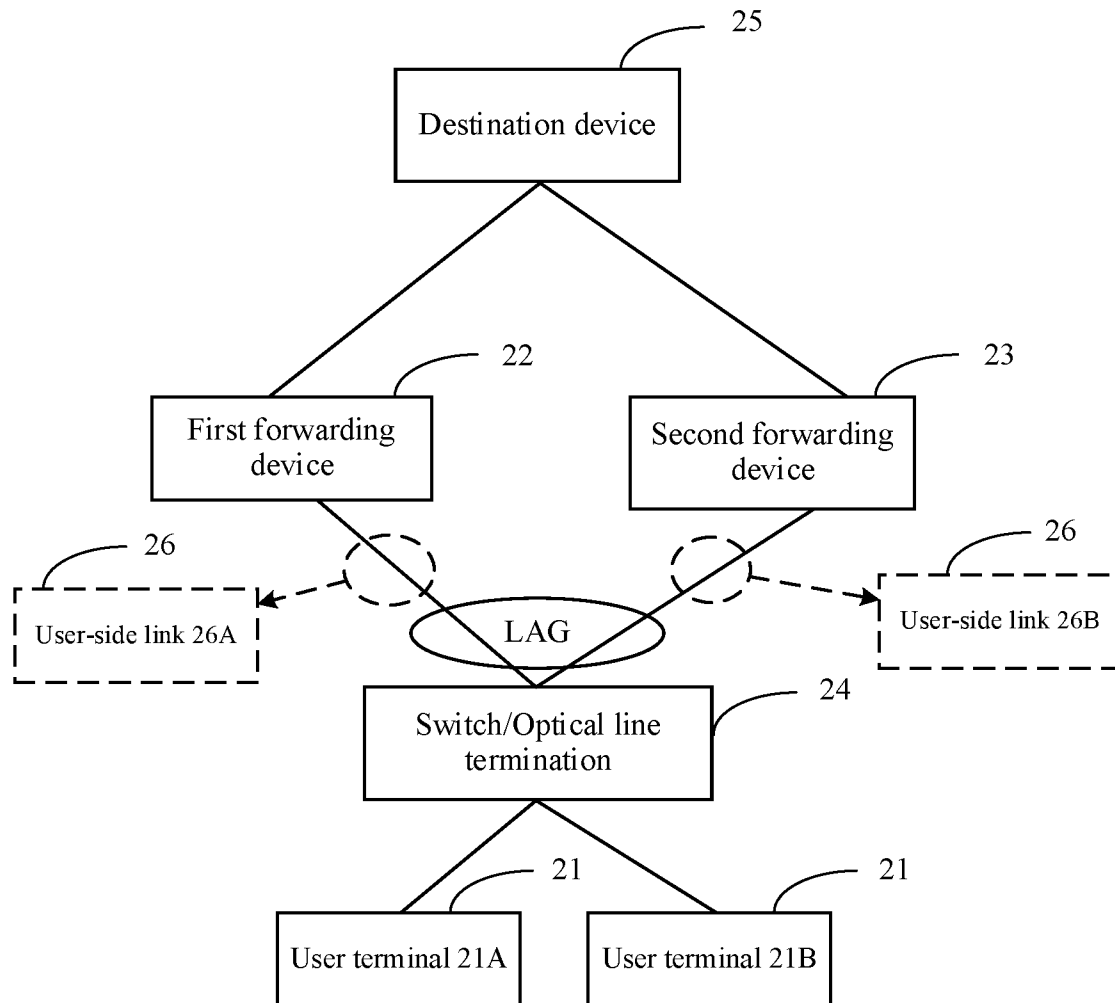 25
Destination device
22
23
First forwarding
device
Second forwarding
device
26
26
User-side link 26A
LAG
User-side link 26B
24
Switch/Optical line
termination
21
21
User terminal 21A
User terminal 21B